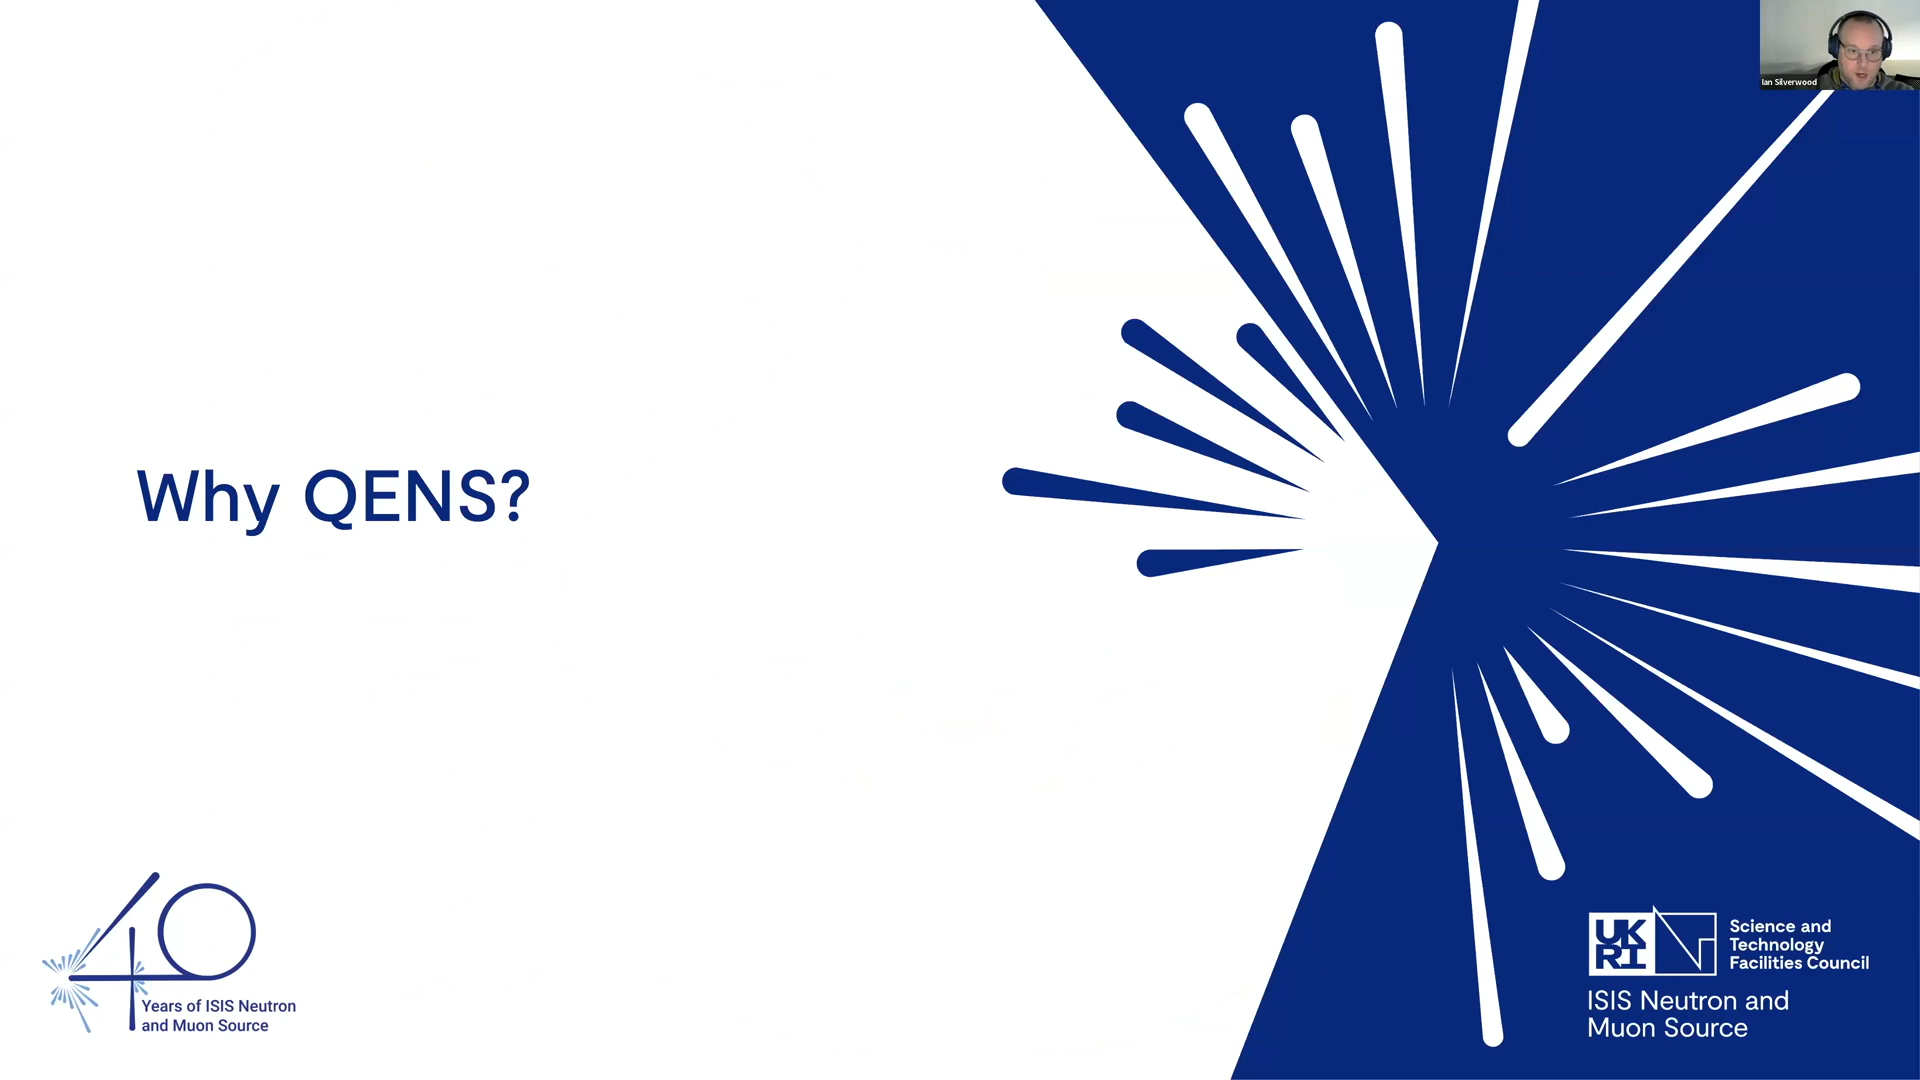 Ian Silverwood
Why QENS?
40
Years of ISIS Neutron
and Muon Source
UK
RI
Science and
Technology
Facilities Council
ISIS Neutron and
Muon Source